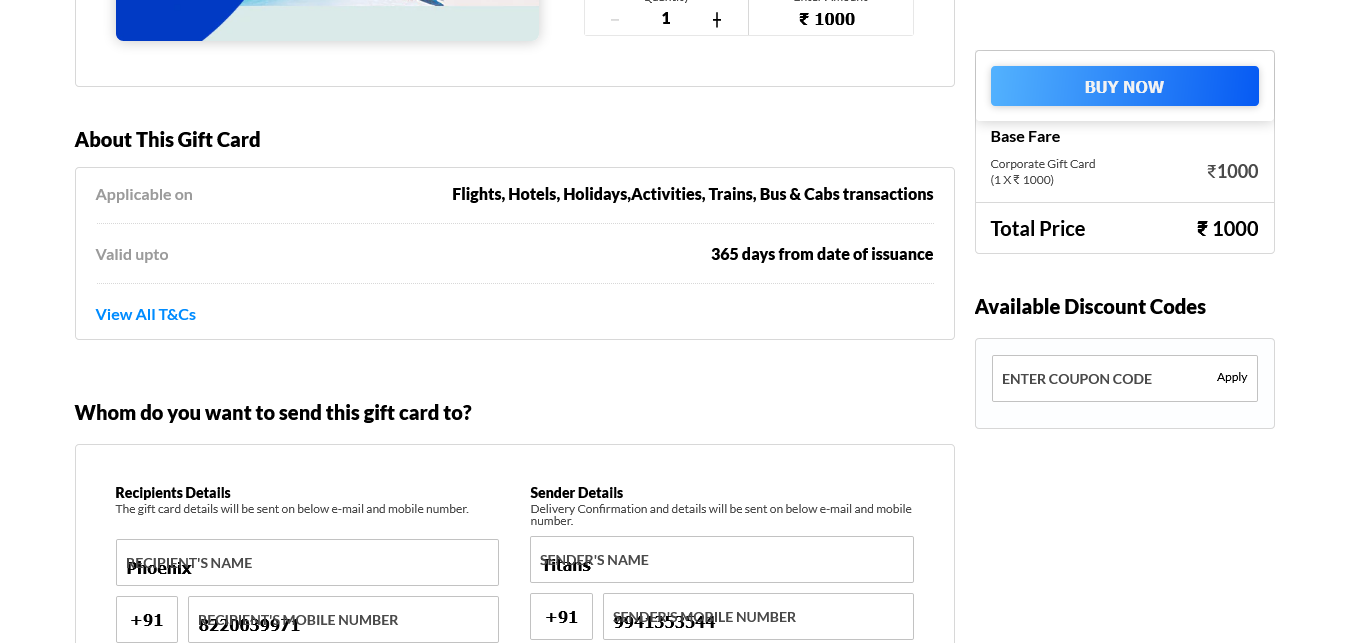 1
₹ 1000
BUY NOW
Base Fare
Corporate Gift Card
(1 X ₹ 1000)
₹1000
Total Price
₹ 1000
About This Gift Card
Applicable on
Flights, Hotels, Holidays,Activities, Trains, Bus & Cabs transactions
Valid upto
365 days from date of issuance
View All T&Cs
Available Discount Codes
ENTER COUPON CODE
Apply
Whom do you want to send this gift card to?
Recipients Details
The gift card details will be sent on below e-mail and mobile number.
RECIPIENT'S NAME
Phoenix
+91
RECIPIENT'S MOBILE NUMBER
8220039971
Sender Details
Delivery Confirmation and details will be sent on below e-mail and mobile
number.
SENDER'S NAME
Titans
+91
SENDER'S MOBILE NUMBER
9941353544